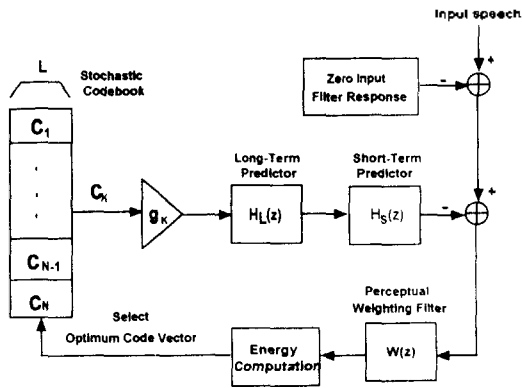 Input speech
+
L
Stochastic
Codebook
Zero Input
Filter Response
-
C1
.
.
.
CN-1
CN
CK
gK
Long-Term
Predictor
HL(z)
Short-Term
Predictor
HS(z)
-
+
Perceptual
Weighting Filter
W(z)
Energy
Computation
Select
Optimum Code Vector